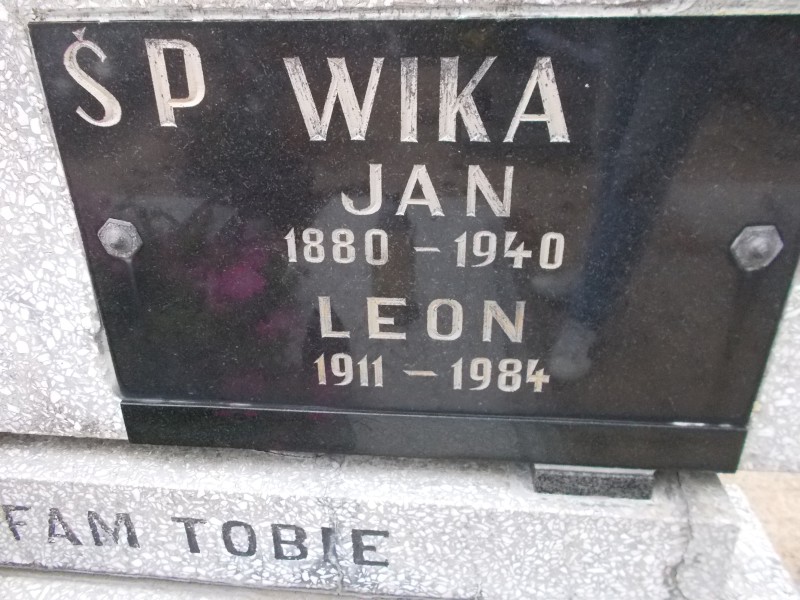 ŚP WIKA
JAN
1880 – 1940
LEON
1911 – 1984
FAM TOBIE